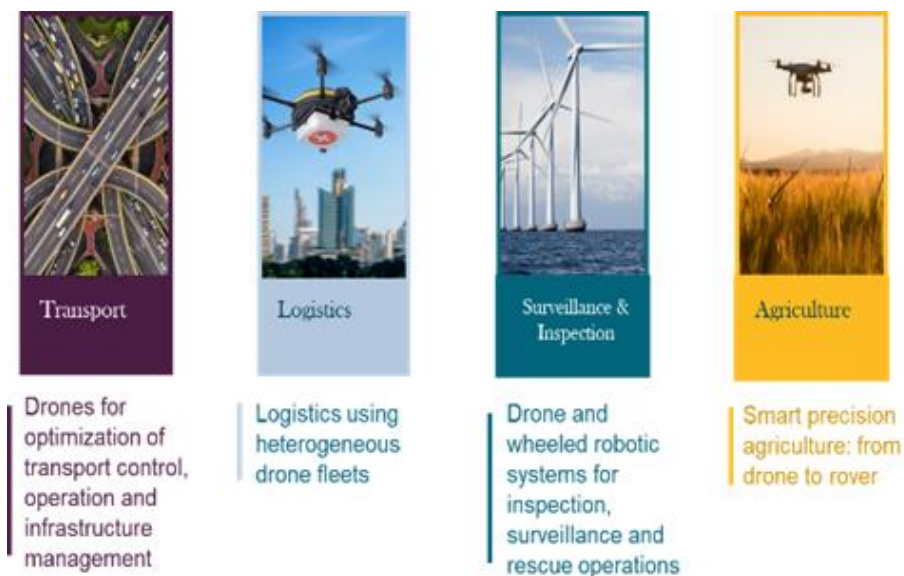 Transport
Drones for
optimization of
transport control,
operation and
infrastructure
management
Logistics
Logistics using
heterogeneous
drone fleets
Surveillance &
Inspection
Drone and
wheeled robotic
systems for
inspection,
surveillance and
rescue operations
Agriculture
Smart precision
agriculture: from
drone to rover